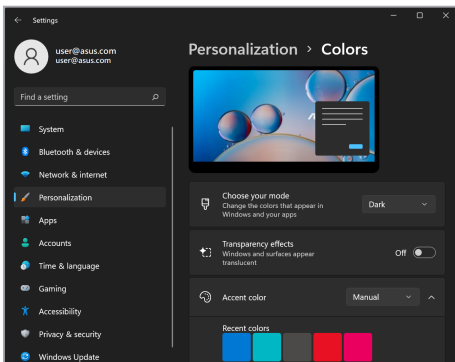 Settings
user@asus.com
user@asus.com
Find a setting
System
Bluetooth & devices
Network & internet
Personalization
Apps
Accounts
Time & language
Gaming
Accessibility
Privacy & security
Windows Update
Personalization > Colors
Choose your mode
Change the colors that appear in
Windows and your apps
Dark
Transparency effects
Windows and surfaces appear
translucent
Off
Accent color
Manual
Recent colors